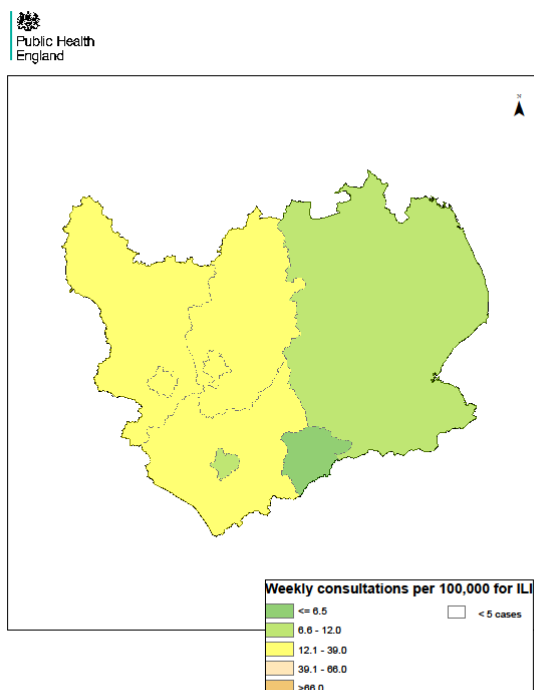 Public Health
England
N
Weekly consultations per 100,000 for ILI
<= 6.5
< 5 cases
6.6 - 12.0
12.1 - 39.0
39.1 - 66.0
>66.0